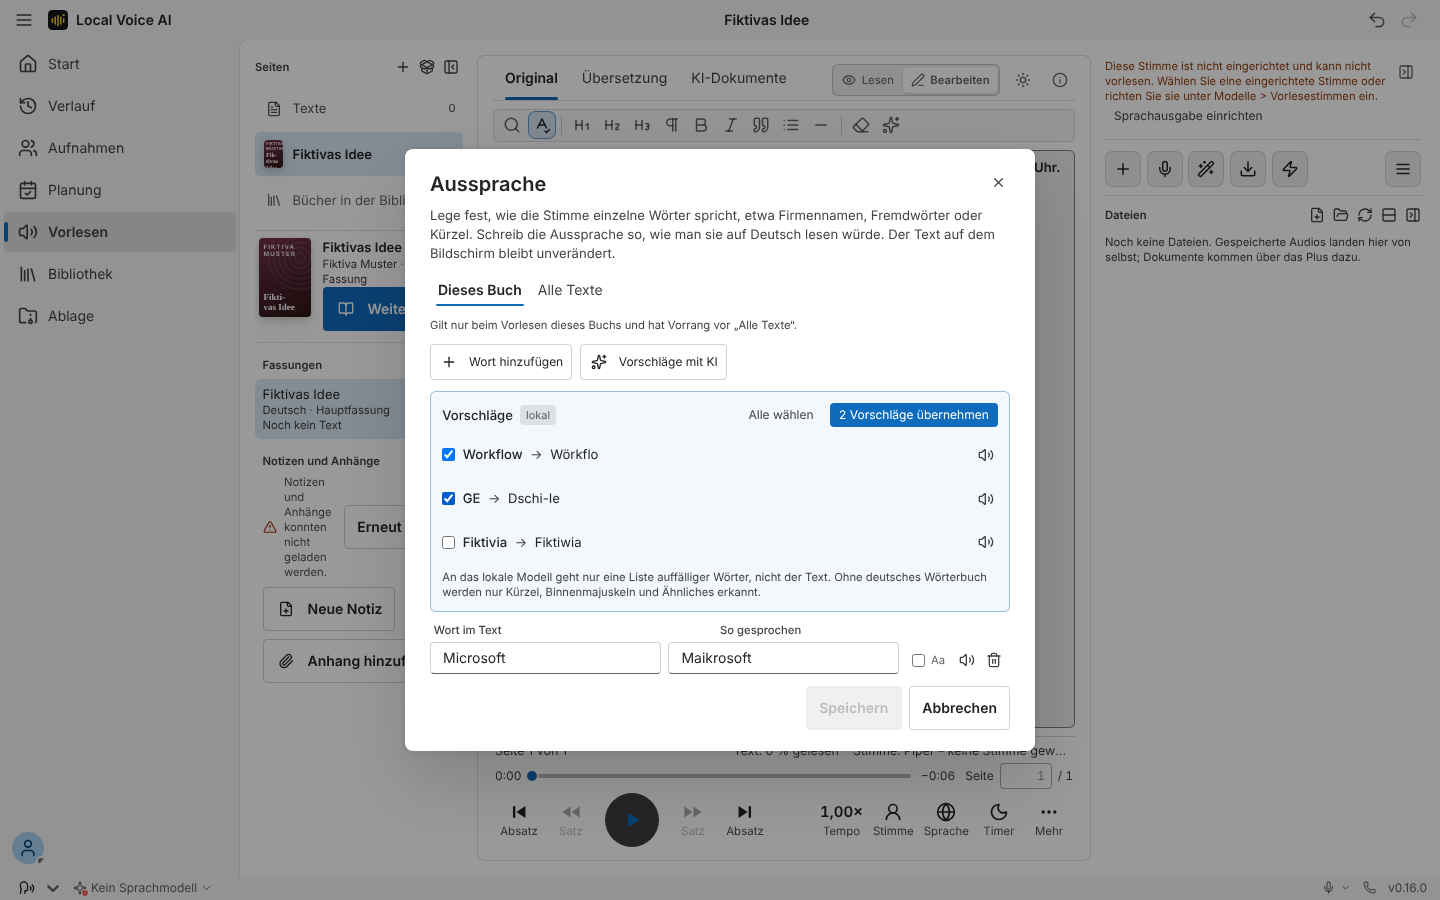 Local Voice AI
Fiktivas Idee
Start
Verlauf
Aufnahmen
Planung
Vorlesen
Bibliothek
Ablage
Seiten
Texte
0
FIKTIVA
MUSTER
Fik-
tivas
Idee
Fiktivas Idee
Bücher in der Bibli
FIKTIVA
MUSTER
Fikti-
vas Idee
Fiktivas Idee
Fiktiva Muster ·
Fassung
Weite
Fassungen
Fiktivas Idee
Deutsch · Hauptfassung
Noch kein Text
Notizen und Anhänge
Notizen
und
Anhänge
konnten
nicht
geladen
werden.
Erneut
Neue Notiz
Anhang hinzuf
Original
Übersetzung
KI-Dokumente
Lesen
Bearbeiten
H1
H2
H3
Uhr.
Aussprache
Lege fest, wie die Stimme einzelne Wörter spricht, etwa Firmennamen, Fremdwörter oder
Kürzel. Schreib die Aussprache so, wie man sie auf Deutsch lesen würde. Der Text auf dem
Bildschirm bleibt unverändert.
Dieses Buch
Alle Texte
Gilt nur beim Vorlesen dieses Buchs und hat Vorrang vor „Alle Texte“.
Wort hinzufügen
Vorschläge mit KI
Vorschläge
lokal
Alle wählen
2 Vorschläge übernehmen
Workflow → Wörkflo
GE → Dschi-Ie
Fiktivia → Fiktiwia
An das lokale Modell geht nur eine Liste auffälliger Wörter, nicht der Text. Ohne deutsches Wörterbuch
werden nur Kürzel, Binnenmajuskeln und Ähnliches erkannt.
Wort im Text
So gesprochen
Microsoft
Maikrosoft
Aa
Speichern
Abbrechen
Seite 1 von 1
Text: 0 % gelesen
Stimme: Piper – keine Stimme gew…
0:00
−0:06
Seite
1
/ 1
Absatz
Satz
Satz
Absatz
1,00×
Tempo
Stimme
Sprache
Timer
Mehr
Diese Stimme ist nicht eingerichtet und kann nicht
vorlesen. Wählen Sie eine eingerichtete Stimme oder
richten Sie sie unter Modelle > Vorlesestimmen ein.
Sprachausgabe einrichten
Dateien
Noch keine Dateien. Gespeicherte Audios landen hier von
selbst; Dokumente kommen über das Plus dazu.
Kein Sprachmodell
v0.16.0